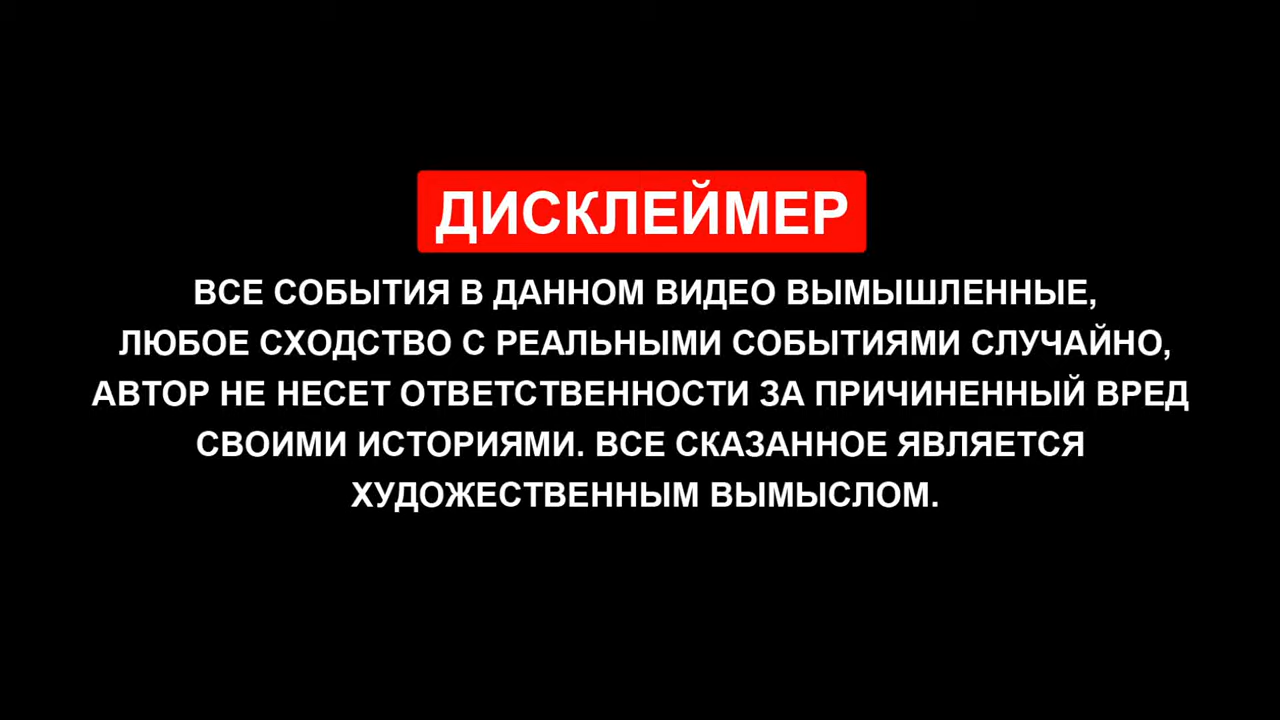 ДИСКЛЕЙМЕР
ВСЕ СОБЫТИЯ В ДАННОМ ВИДЕО ВЫМЫШЛЕННЫЕ,
ЛЮБОЕ СХОДСТВО С РЕАЛЬНЫМИ СОБЫТИЯМИ СЛУЧАЙНО,
АВТОР НЕ НЕСЕТ ОТВЕТСТВЕННОСТИ ЗА ПРИЧИНЕННЫЙ ВРЕД
СВОИМИ ИСТОРИЯМИ. ВСЕ СКАЗАННОЕ ЯВЛЯЕТСЯ
ХУДОЖЕСТВЕННЫМ ВЫМЫСЛОМ.